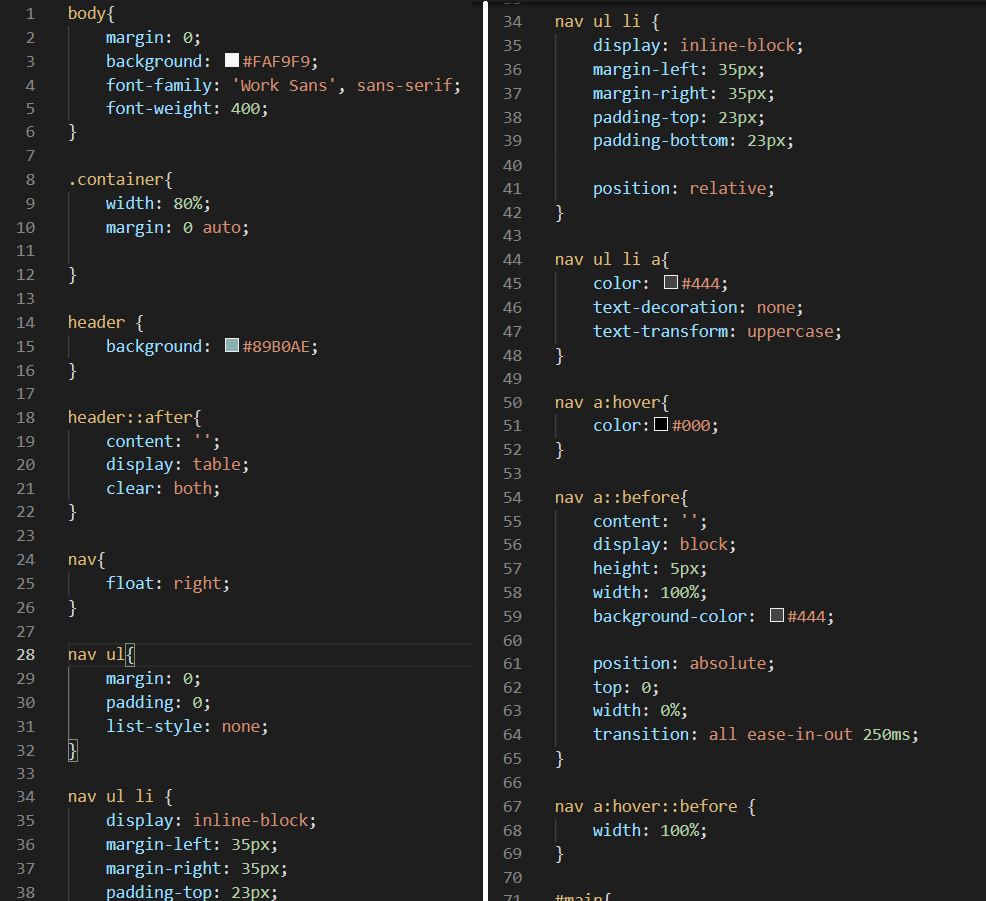 1 body{
2 margin: 0;
3 background: #FAF9F9;
4 font-family: 'Work Sans', sans-serif;
5 font-weight: 400;
6 }
7
8 .container{
9 width: 80%;
10 margin: 0 auto;
11
12 }
13
14 header {
15 background: #89B0AE;
16 }
17
18 header::after{
19 content: '';
20 display: table;
21 clear: both;
22 }
23
24 nav{
25 float: right;
26 }
27
28 nav ul{
29 margin: 0;
30 padding: 0;
31 list-style: none;
32 }
33
34 nav ul li {
35 display: inline-block;
36 margin-left: 35px;
37 margin-right: 35px;
38 padding-top: 23px;
34 nav ul li {
35 display: inline-block;
36 margin-left: 35px;
37 margin-right: 35px;
38 padding-top: 23px;
39 padding-bottom: 23px;
40
41 position: relative;
42 }
43
44 nav ul li a{
45 color: #444;
46 text-decoration: none;
47 text-transform: uppercase;
48 }
49
50 nav a:hover{
51 color:#000;
52 }
53
54 nav a::before{
55 content: '';
56 display: block;
57 height: 5px;
58 width: 100%;
59 background-color: #444;
60
61 position: absolute;
62 top: 0;
63 width: 0%;
64 transition: all ease-in-out 250ms;
65 }
66
67 nav a:hover::before {
68 width: 100%;
69 }
70
71 #main{